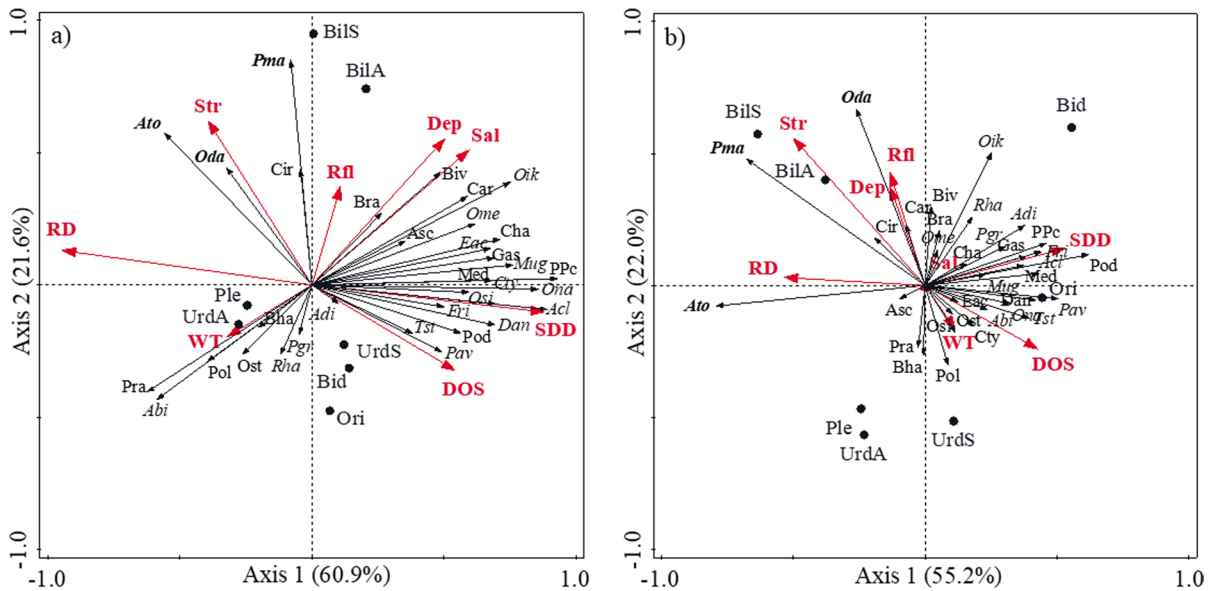 a)
1.0
BilS
Pma
BilA
Str
Ato
Dep
Sal
Oda
Cir
Rfl
Biv
Oik
Bra
Car
Ome
RD
Asc
Cha
Eac
Gas
Mug
PPc
Med
Cty
Ona
Ple
Osi
Adi
Fri
Acl
UrdA
Bha
WT
Tst
Dan
SDD
Pod
Pgr
UrdS
Pav
Pol
Ost
Rha
Pra
Abi
Bid
DOS
Ori
Axis 2 (21.6%)
-1.0
-1.0
Axis 1 (60.9%)
1.0
b)
1.0
BilS
Str
Oda
Bid
Pma
Rfl
Oik
BilA
Dep
Biv
Car
Rha
Bra
Adi
Cir
Ome
Pgr
PPc
Cha
Gas
SDD
Sal
Acl
Pod
RD
Med
Mug
Ori
Ato
Asc
Eac
Dan
Pav
Osi
Ost
Abi
Ona
Tst
WT
Cty
Pra
DOS
Bha
Pol
Ple
UrdS
UrdA
Axis 2 (22.0%)
-1.0
-1.0
Axis 1 (55.2%)
1.0